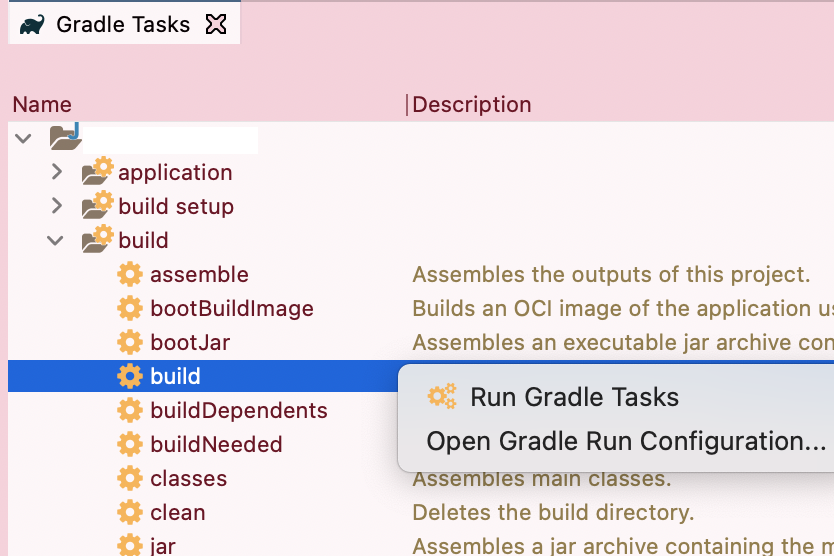 Gradle Tasks
Name Description
application
build setup
build
assemble Assembles the outputs of this project.
bootBuildImage Builds an OCI image of the application
bootJar Assembles an executable jar archive
build
Run Gradle Tasks
buildDependents
Open Gradle Run Configuration...
buildNeeded
classes Assembles main classes.
clean Deletes the build directory.
jar Assembles a jar archive containing the